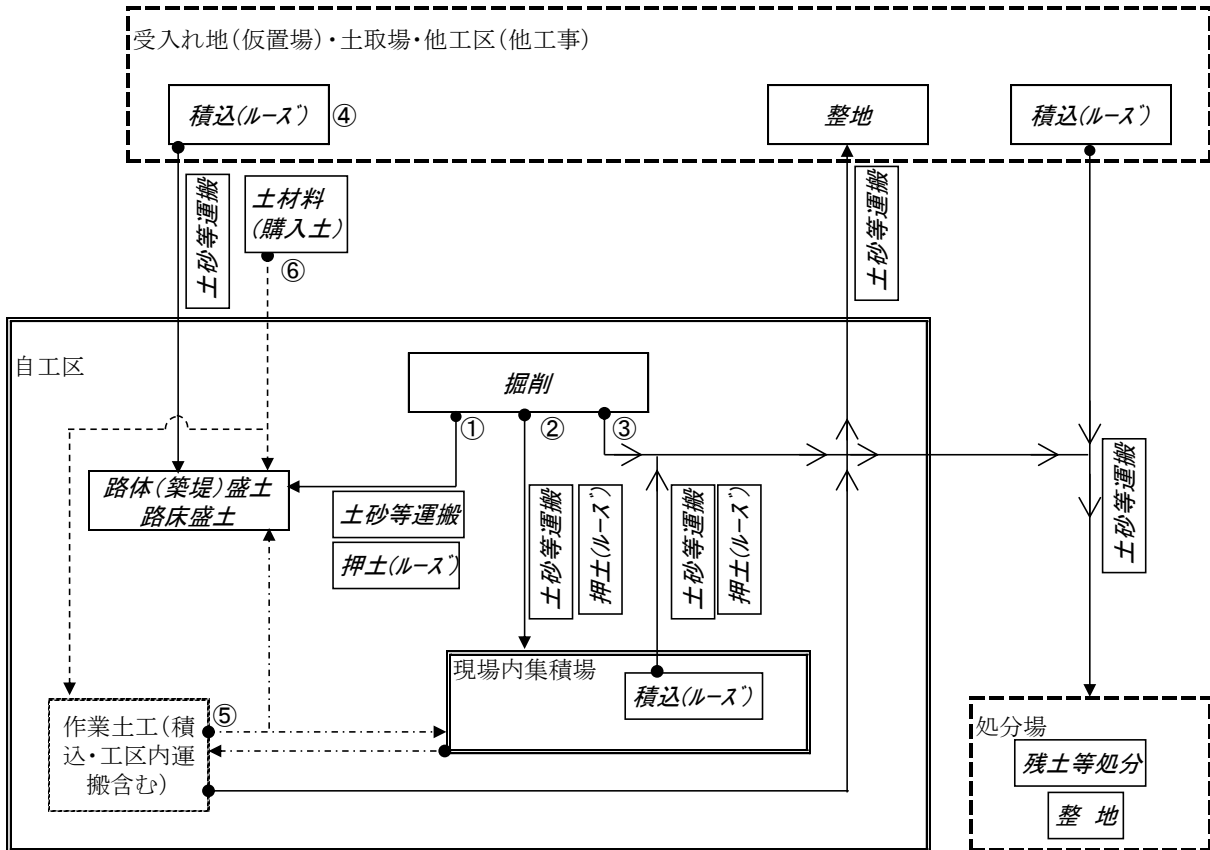 受入れ地(仮置場)・土取場・他工区(他工事)
積込(ルーズ)
④
整地
積込(ルーズ)
土砂等運搬
土材料
(購入土)
⑥
土砂等運搬
自工区
掘削
①
②
③
路体(築堤)盛土
路床盛土
土砂等運搬
押土(ルーズ)
土砂等運搬
押土(ルーズ)
土砂等運搬
押土(ルーズ)
土砂等運搬
現場内集積場
積込(ルーズ)
作業土工(積
込・工区内運
搬含む)
⑤
処分場
残土等処分
整 地